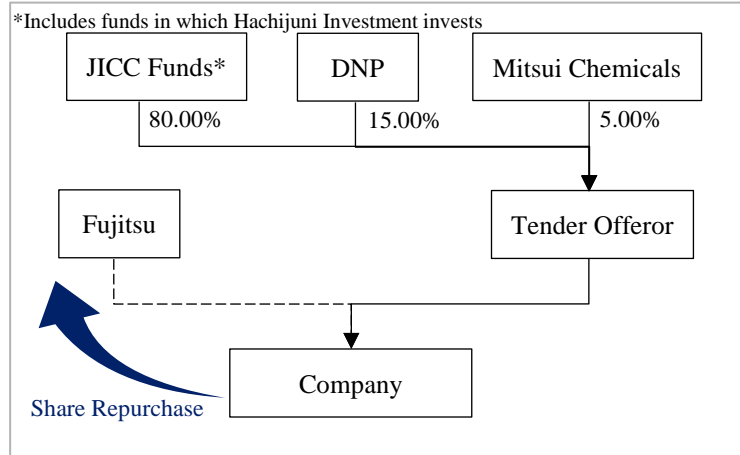 *Includes funds in which Hachijuni Investment invests
JICC Funds*
DNP
Mitsui Chemicals
80.00%
15.00%
5.00%
Fujitsu
Tender Offeror
Company
Share Repurchase